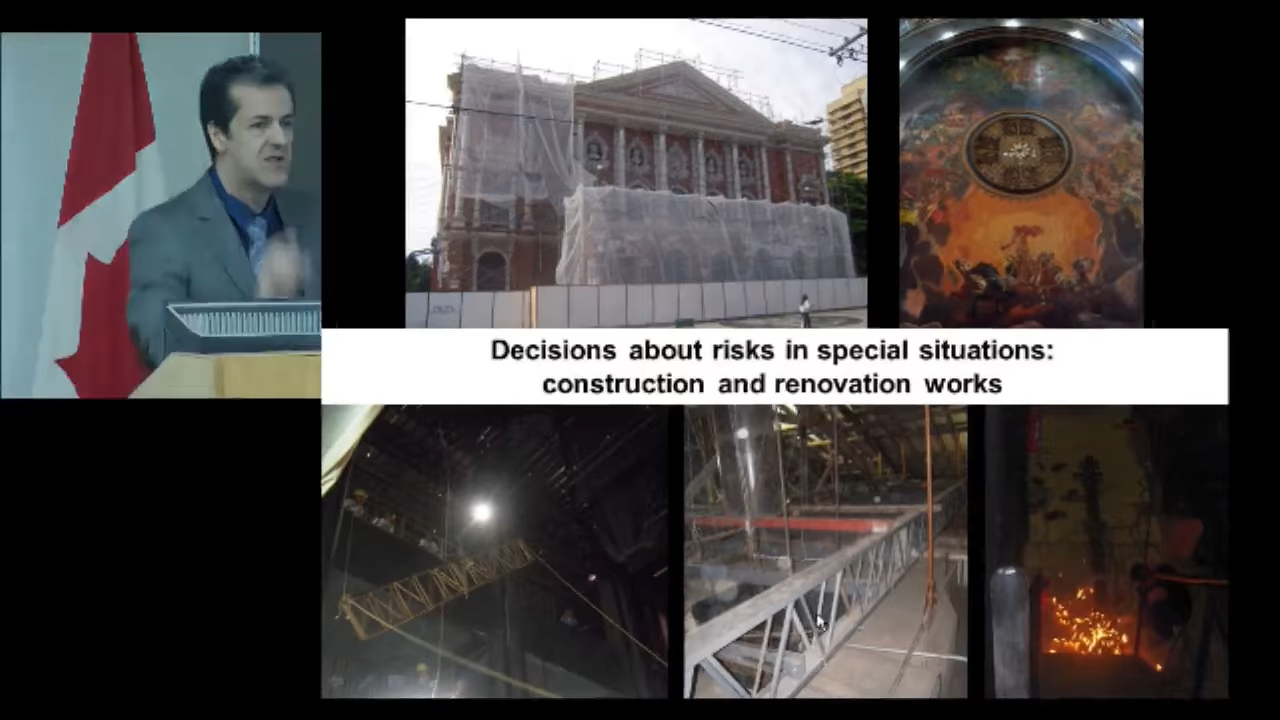 Decisions about risks in special situations:
construction and renovation works